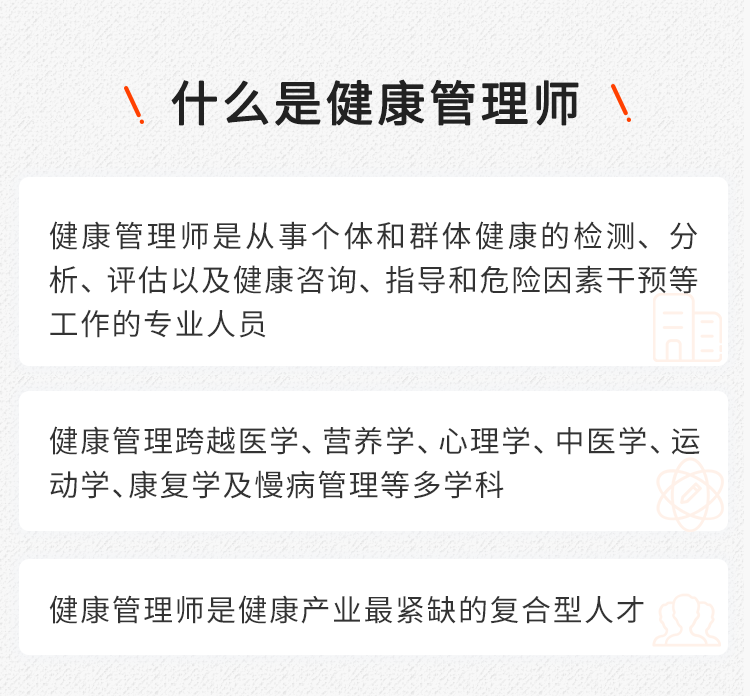 什么是健康管理师
健康管理师是从事个体和群体健康的检测、分
析、评估以及健康咨询、指导和危险因素干预等
工作的专业人员
健康管理跨越医学、营养学、心理学、中医学、运
动学、康复学及慢病管理等多学科
健康管理师是健康产业最紧缺的复合型人才